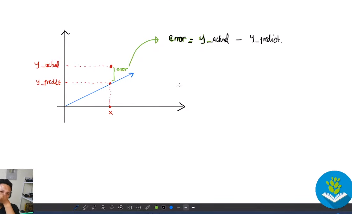 error = y_actual - y_predict.
y_actual
error
y_predict
x